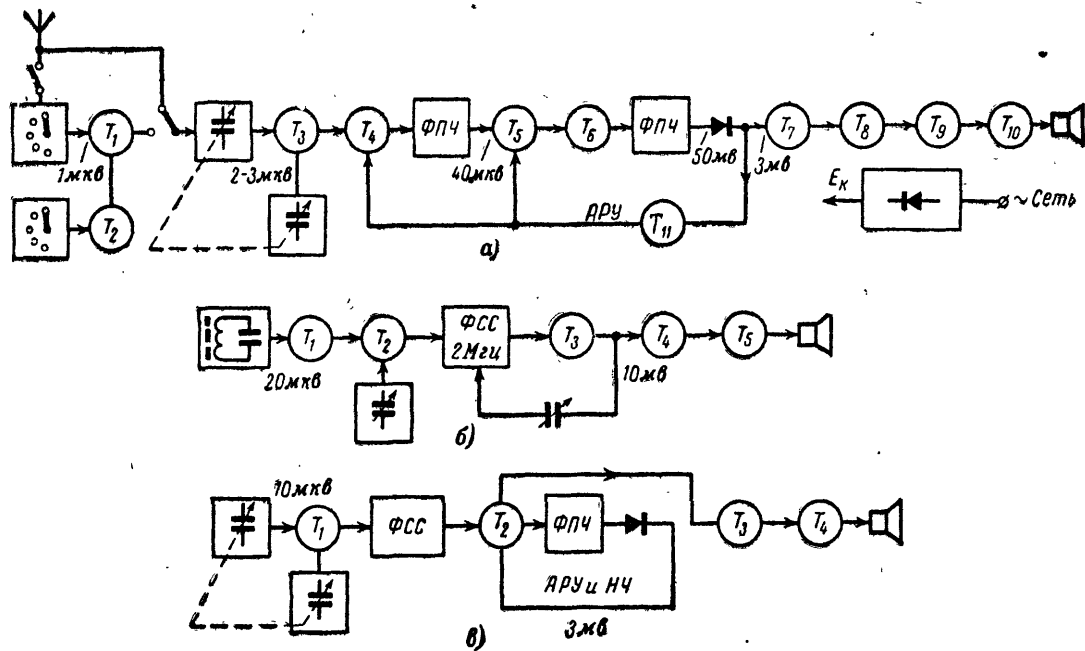 T1 T3 T4 ФПЧ T5 T6 ФПЧ T7 T8 T9 T10
1мкв 2-3мкв 40мкв 50мв 3мв
T2 АРУ T11 Eк ~ Сеть
а)
T1 T2 ФСС 2Мгц T3 T4 T5
20мкв 10мв
б)
10мкв
T1 ФСС T2 ФПЧ T3 T4
АРУ и НЧ
3мв
в)